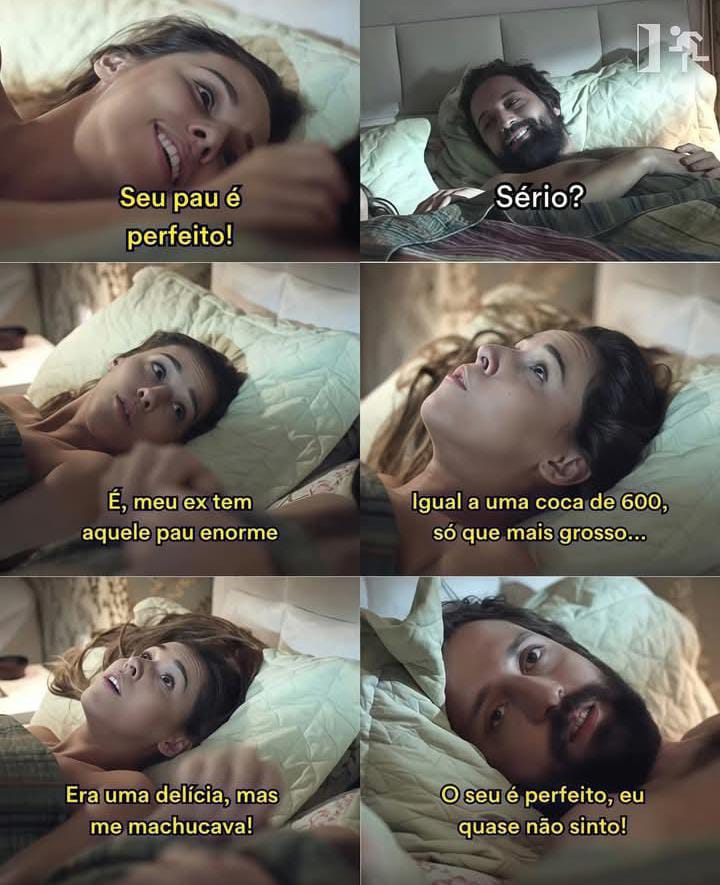 Seu pau é
perfeito!
Sério?
É, meu ex tem
aquele pau enorme
Igual a uma coca de 600,
só que mais grosso...
Era uma delícia, mas
me machucava!
O seu é perfeito, eu
quase não sinto!